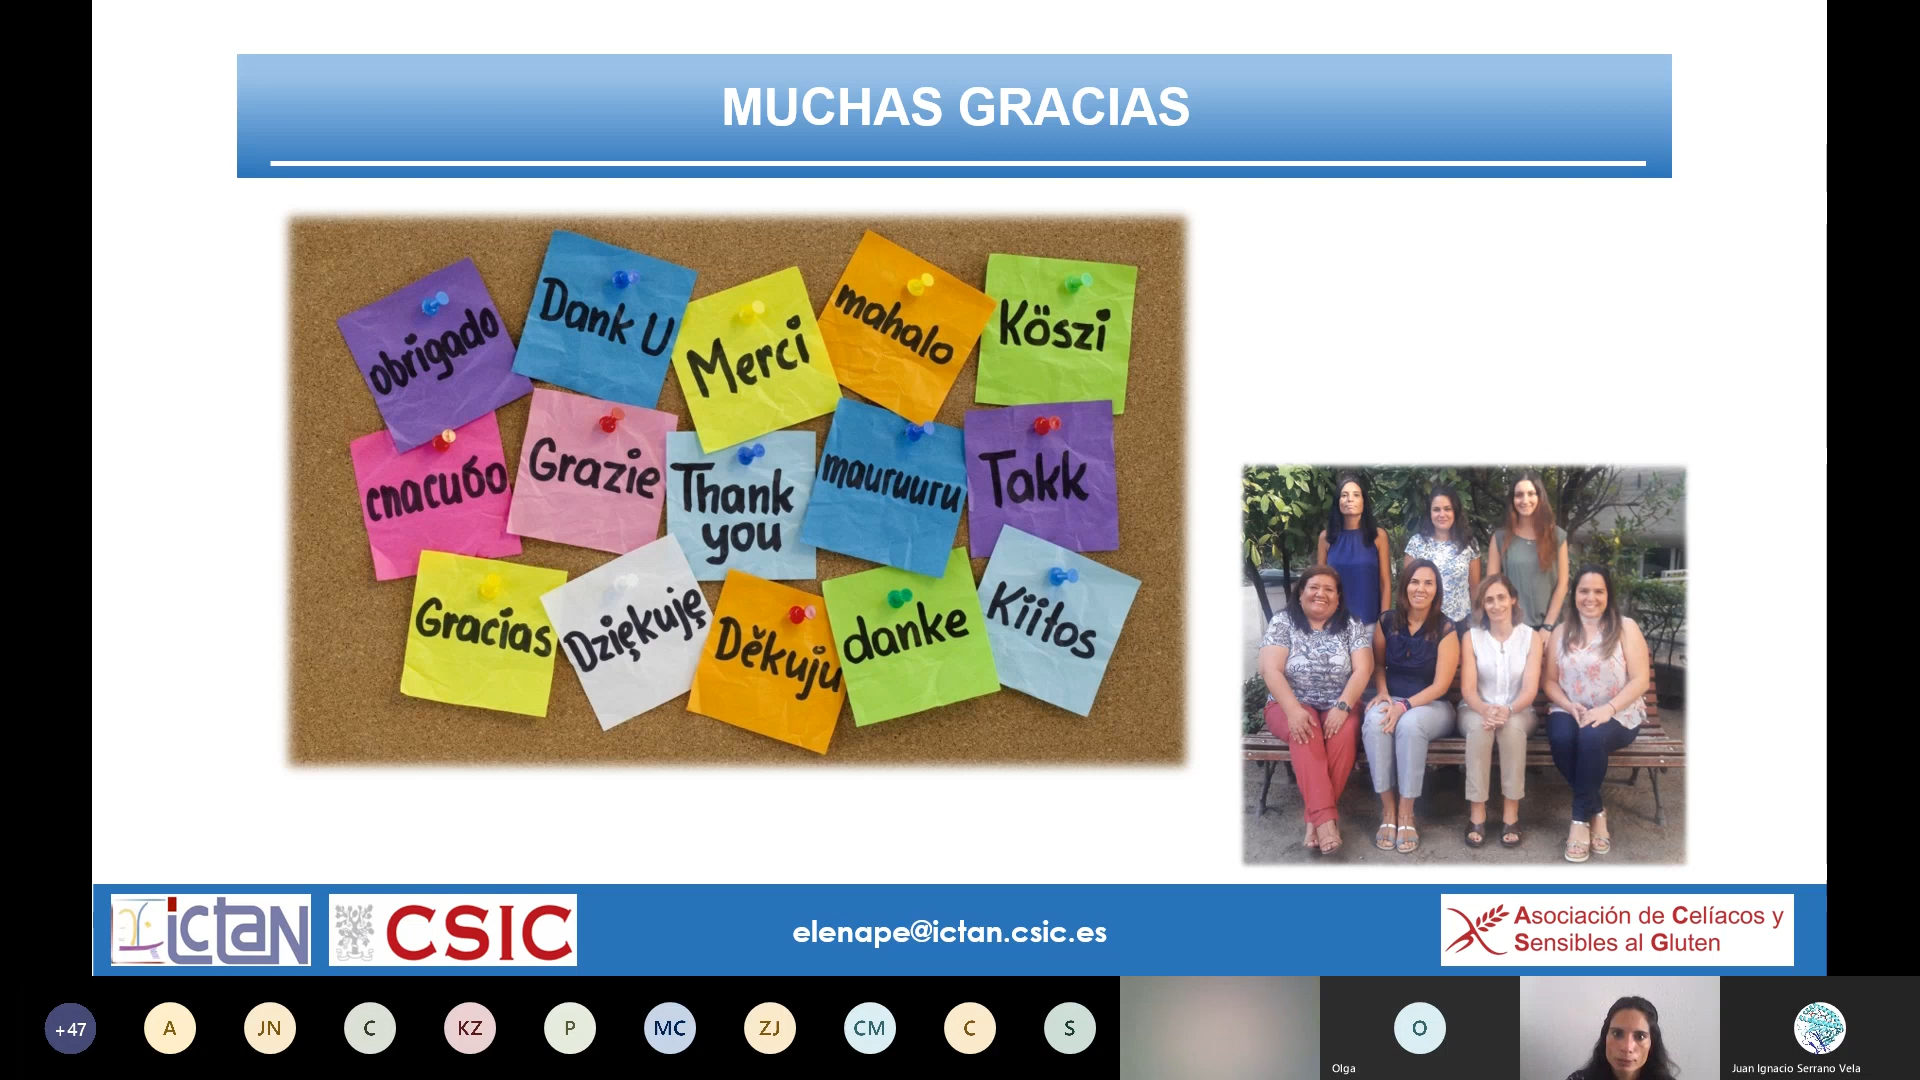 MUCHAS GRACIAS
obrigado
Dank U
Merci
mahalo
Köszi
спасибо
Grazie
Thank
you
mauruuru
Takk
Gracias
Dziękuję
Děkuju
danke
Kiitos
ictan
CSIC
elenape@ictan.csic.es
Asociación de Celíacos y
Sensibles al Gluten
+47
A
JN
C
KZ
P
MC
ZJ
CM
C
S
O
Olga
Juan Ignacio Serrano Vela